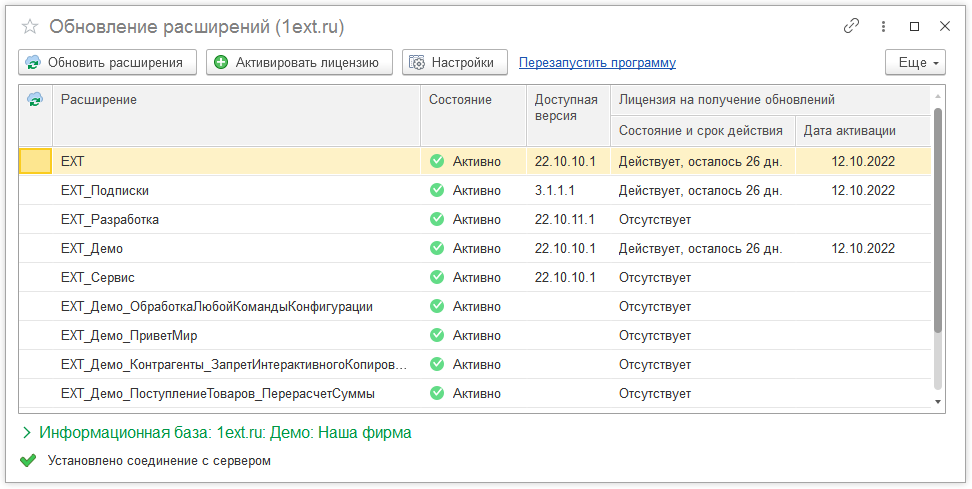 Обновление расширений (1ext.ru)
Обновить расширения Активировать лицензию Настройки Перезапустить программу Еще
Расширение Состояние Доступная версия Лицензия на получение обновлений
Состояние и срок действия Дата активации
EXT Активно 22.10.10.1 Действует, осталось 26 дн. 12.10.2022
EXT_Подписки Активно 3.1.1.1 Действует, осталось 26 дн. 12.10.2022
EXT_Разработка Активно 22.10.11.1 Отсутствует
EXT_Демо Активно 22.10.10.1 Действует, осталось 26 дн. 12.10.2022
EXT_Сервис Активно 22.10.10.1 Отсутствует
EXT_Демо_ОбработкаЛюбойКомандыКонфигурации Активно Отсутствует
EXT_Демо_ПриветМир Активно Отсутствует
EXT_Демо_Контрагенты_ЗапретИнтерактивногоКопиров... Активно Отсутствует
EXT_Демо_ПоступлениеТоваров_ПерерасчетСуммы Активно Отсутствует
Информационная база: 1ext.ru: Демо: Наша фирма
Установлено соединение с сервером